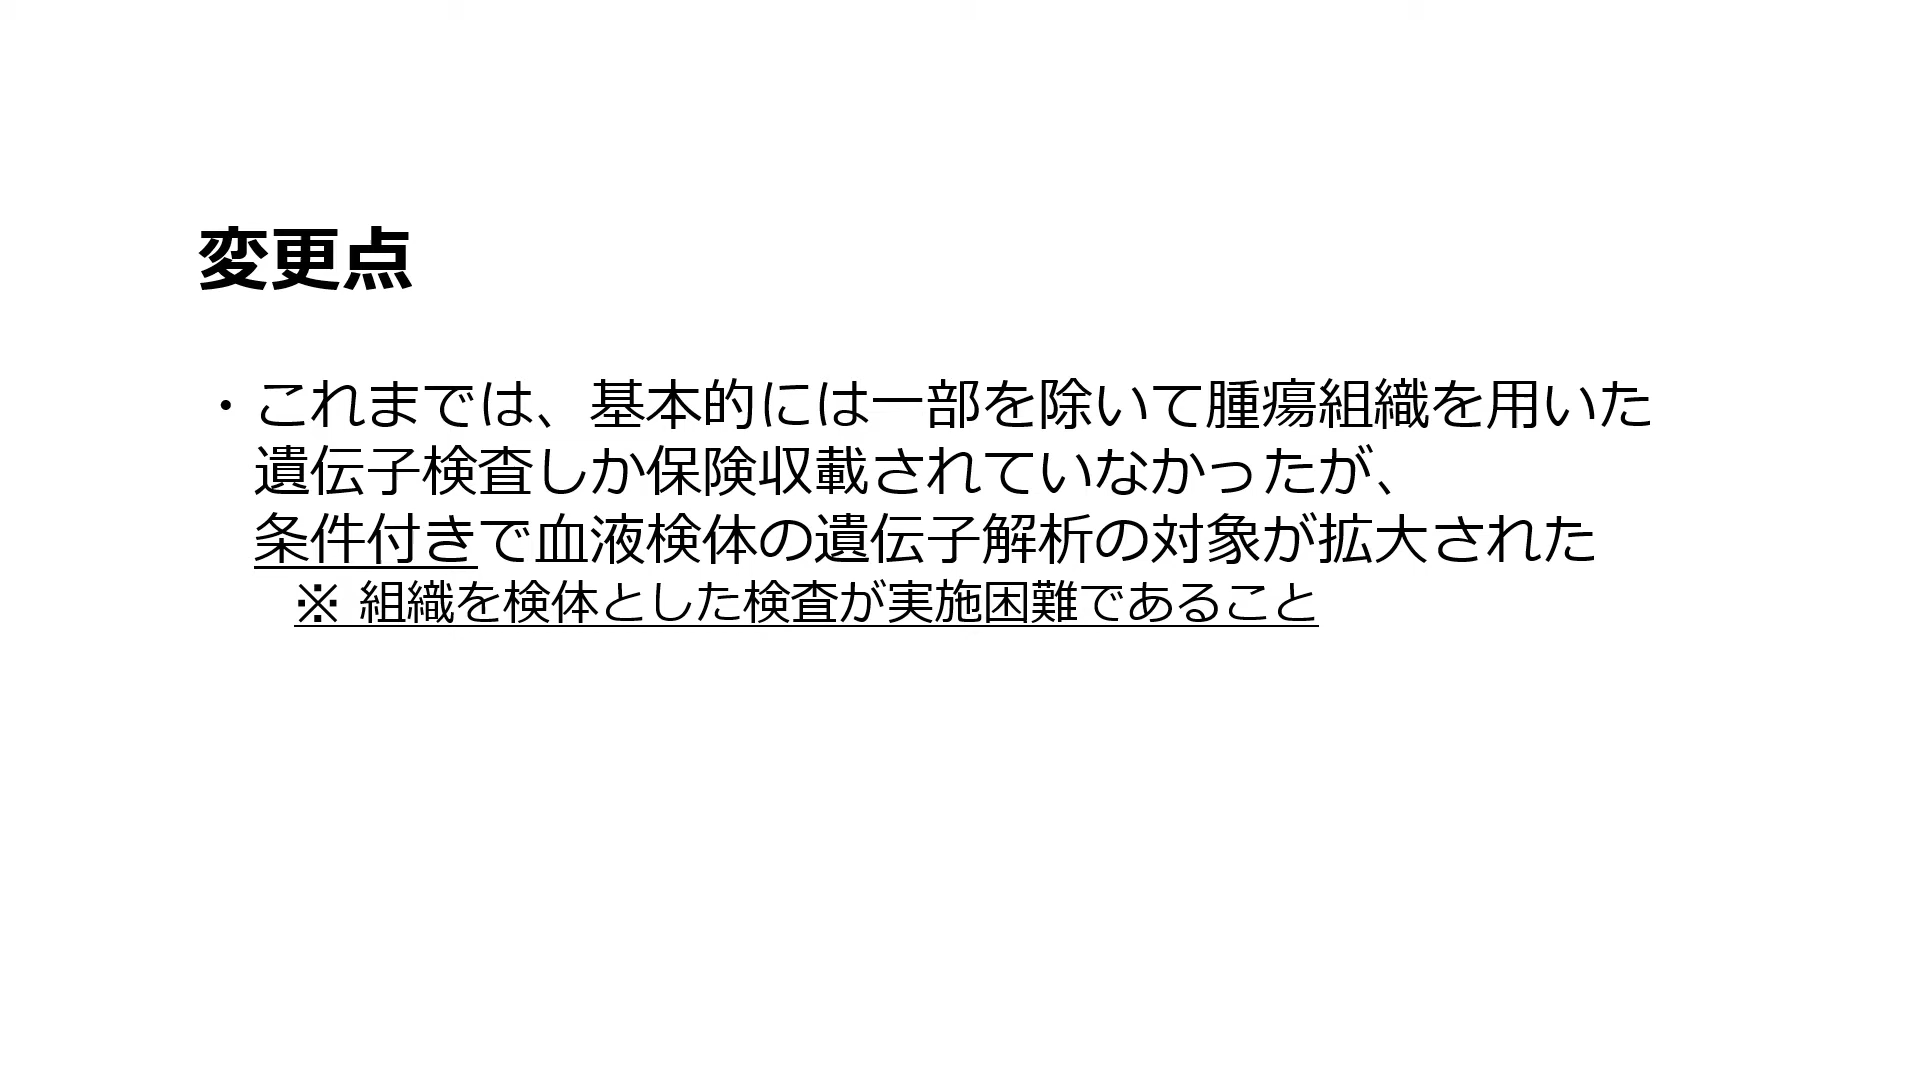 変更点
・これまでは、基本的には一部を除いて腫瘍組織を用いた
遺伝子検査しか保険収載されていなかったが、
条件付きで血液検体の遺伝子解析の対象が拡大された
※ 組織を検体とした検査が実施困難であること